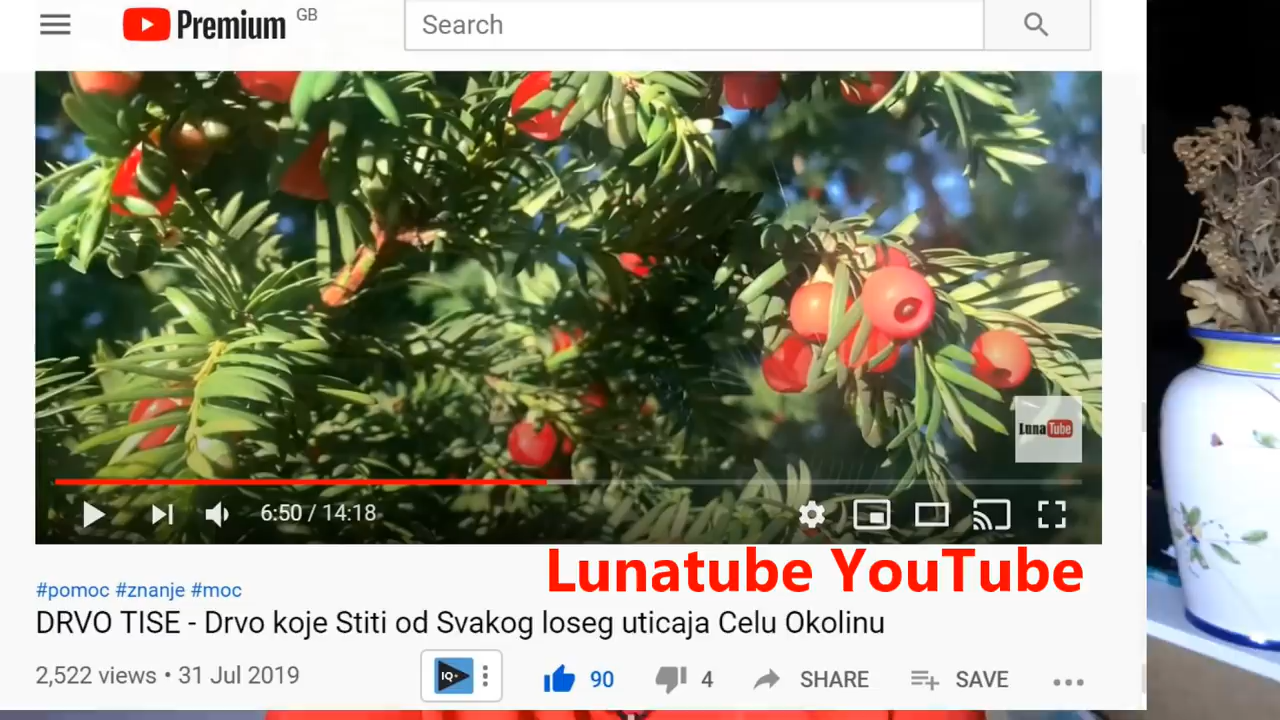 Premium GB
Search
LunaTube
6:50 / 14:18
Lunatube YouTube
#pomoc #znanje #moc
DRVO TISE - Drvo koje Stiti od Svakog loseg uticaja Celu Okolinu
2,522 views • 31 Jul 2019
IQ+
90
4
SHARE
SAVE